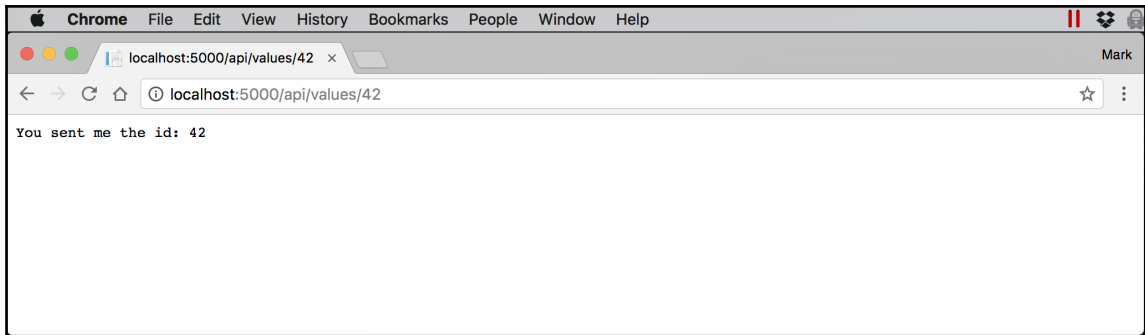 Chrome File Edit View History Bookmarks People Window Help
localhost:5000/api/values/42 ×
Mark
localhost:5000/api/values/42
You sent me the id: 42